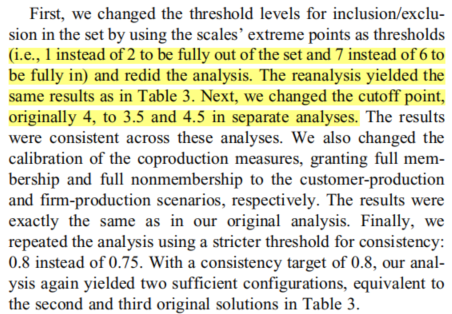 First, we changed the threshold levels for inclusion/exclu-
sion in the set by using the scales' extreme points as thresholds
(i.e., 1 instead of 2 to be fully out of the set and 7 instead of 6 to
be fully in) and redid the analysis. The reanalysis yielded the
same results as in Table 3. Next, we changed the cutoff point,
originally 4, to 3.5 and 4.5 in separate analyses. The results
were consistent across these analyses. We also changed the
calibration of the coproduction measures, granting full mem-
bership and full nonmembership to the customer-production
and firm-production scenarios, respectively. The results were
exactly the same as in our original analysis. Finally, we
repeated the analysis using a stricter threshold for consistency:
0.8 instead of 0.75. With a consistency target of 0.8, our anal-
ysis again yielded two sufficient configurations, equivalent to
the second and third original solutions in Table 3.